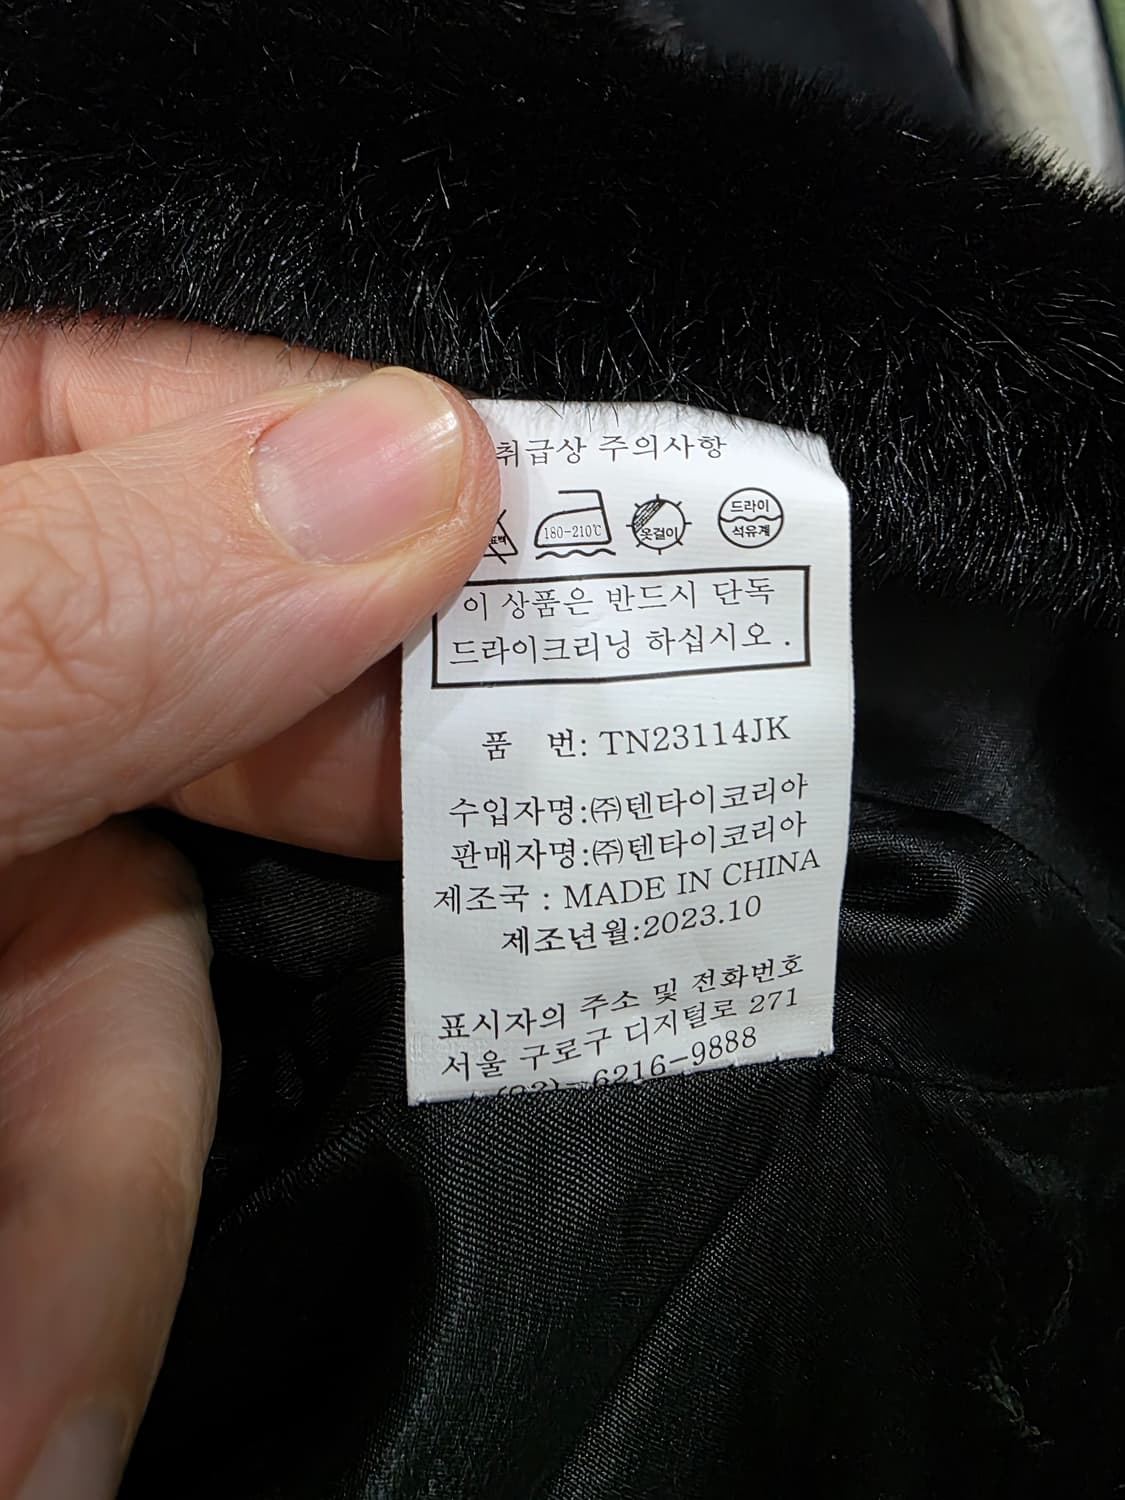 취급상 주의사항
표백 180-210℃ 옷걸이 드라이
석유계
이 상품은 반드시 단독
드라이크리닝 하십시오 .
품 번: TN23114JK
수입자명:㈜텐타이코리아
판매자명:㈜텐타이코리아
제조국 : MADE IN CHINA
제조년월:2023.10
표시자의 주소 및 전화번호
서울 구로구 디지털로 271
(02)-6216-9888